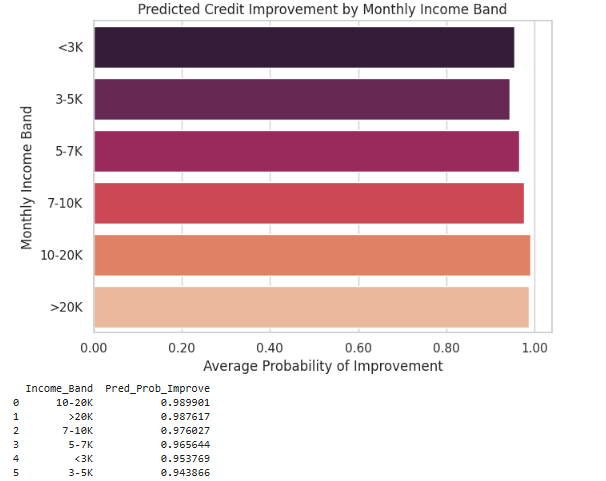 Predicted Credit Improvement by Monthly Income Band
Monthly Income Band
<3K
3-5K
5-7K
7-10K
10-20K
>20K
0.00 0.20 0.40 0.60 0.80 1.00
Average Probability of Improvement
Income_Band Pred_Prob_Improve
0 10-20K 0.989901
1 >20K 0.987617
2 7-10K 0.976027
3 5-7K 0.965644
4 <3K 0.953769
5 3-5K 0.943866